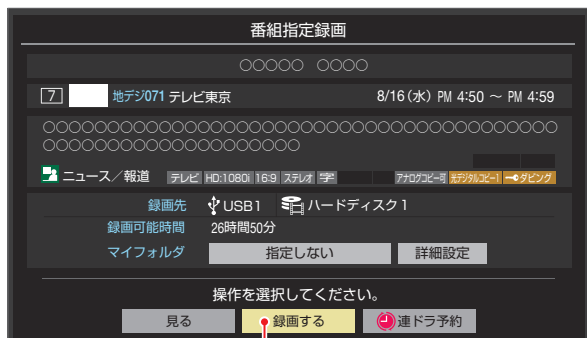 番組指定録画
○○○○○ ○○○○
7 地デジ071 テレビ東京 8/16(水) PM 4:50 ~ PM 4:59
○○○○○○○○○○○○○○○○○○○○○○○○○○○○○○○○○○○○
○○○○○○○○○○○○○○○○○○
ニュース/報道 テレビ HD:1080i 16:9 ステレオ 字 アナログコピー可 光デジタルコピー1 ダビング
録画先 USB1 ハードディスク1
録画可能時間 26時間50分
マイフォルダ 指定しない 詳細設定
操作を選択してください。
見る 録画する 連ドラ予約